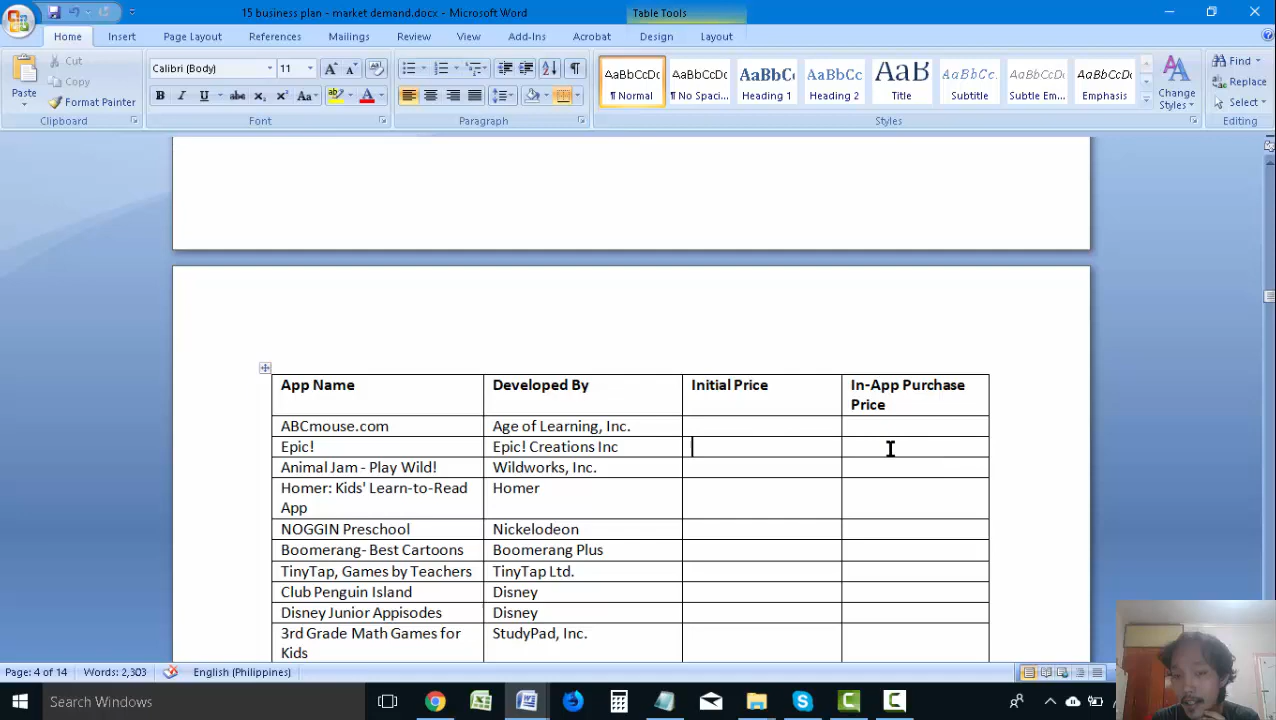 15 business plan - market demand.docx - Microsoft Word
Table Tools
Home Insert Page Layout References Mailings Review View Add-Ins Acrobat Design Layout
Cut
Copy
Format Painter
Paste
Clipboard
Calibri (Body) 11
Font
Paragraph
AaBbCcDc AaBbCcDc AaBbCc AaBbCc AaB AaBbCcL AaBbCcDc AaBbCcDc
¶ Normal ¶ No Spaci... Heading 1 Heading 2 Title Subtitle Subtle Em... Emphasis
Change Styles
Styles
Find
Replace
Select
Editing
App Name Developed By Initial Price In-App Purchase
Price
ABCmouse.com Age of Learning, Inc.
Epic! Epic! Creations Inc
Animal Jam - Play Wild! Wildworks, Inc.
Homer: Kids' Learn-to-Read Homer
App
NOGGIN Preschool Nickelodeon
Boomerang- Best Cartoons Boomerang Plus
TinyTap, Games by Teachers TinyTap Ltd.
Club Penguin Island Disney
Disney Junior Appisodes Disney
3rd Grade Math Games for StudyPad, Inc.
Kids
Page: 4 of 14 Words: 2,303 English (Philippines)
Search Windows